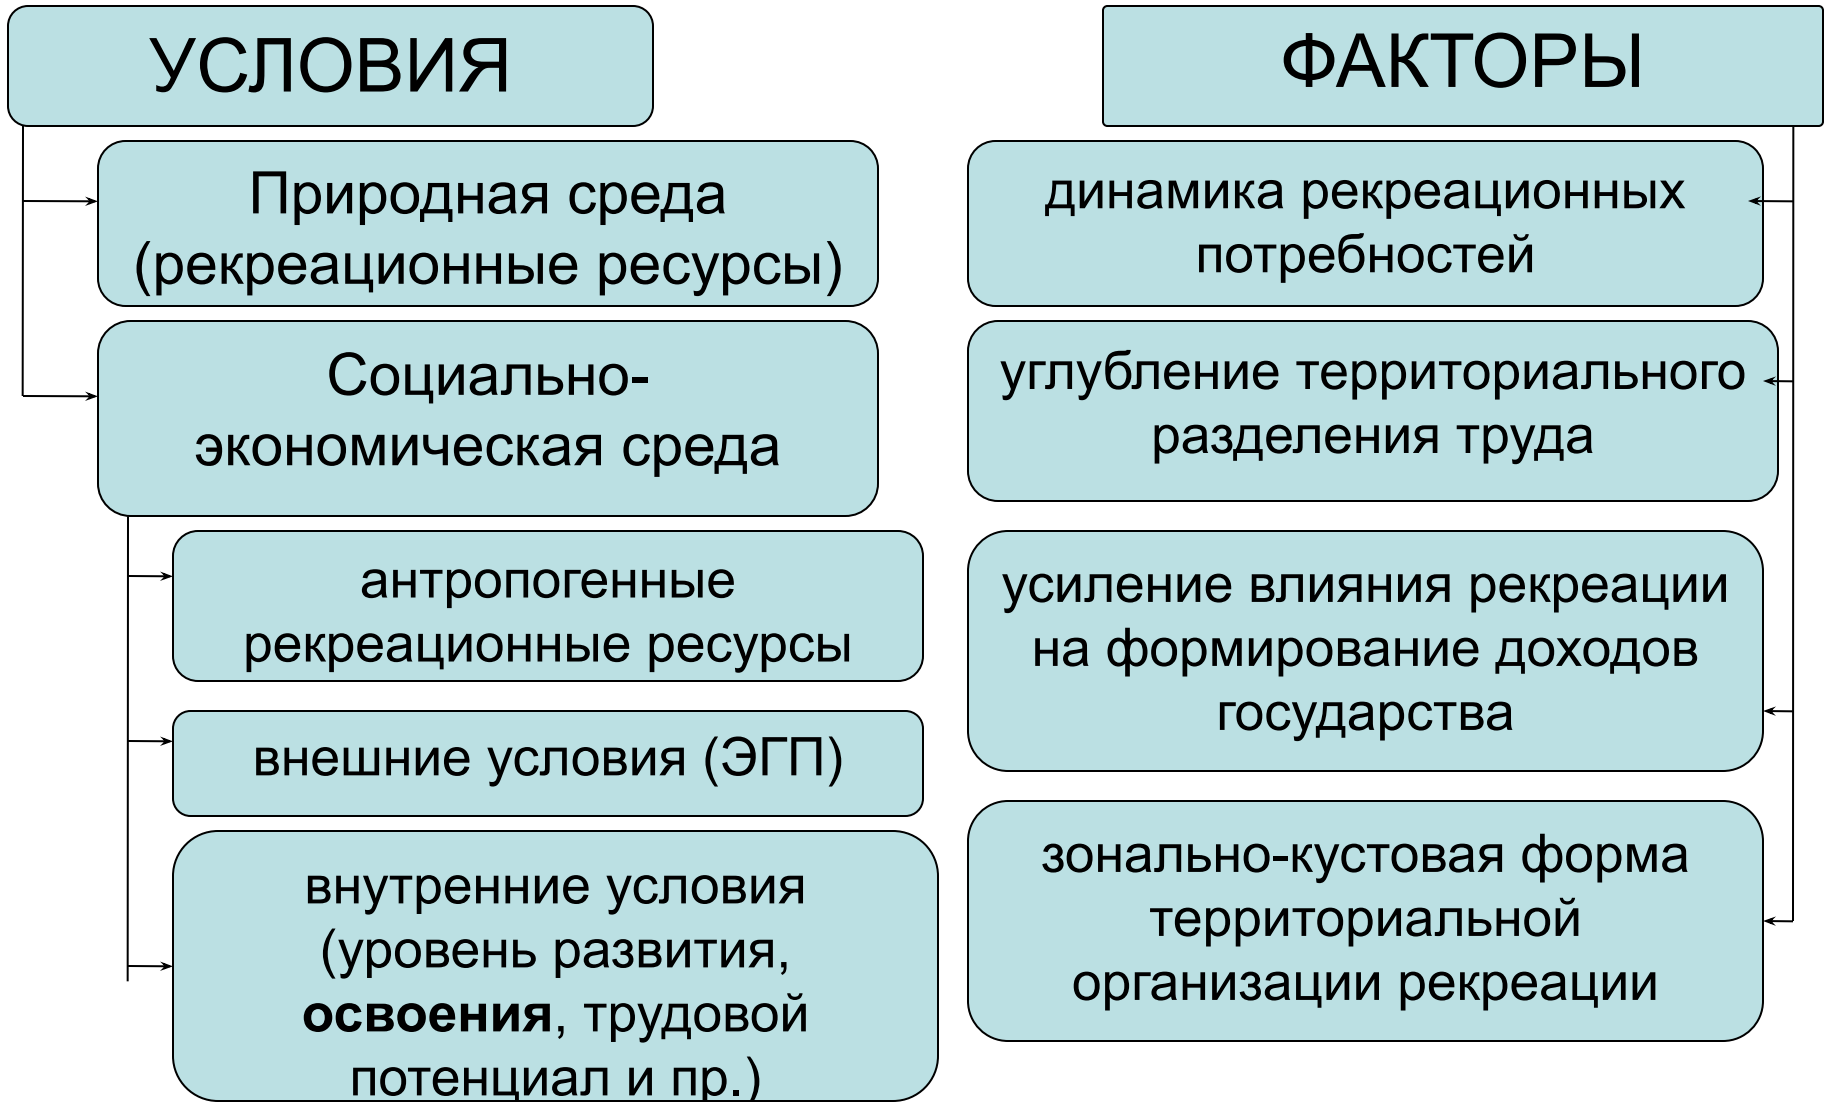 УСЛОВИЯ
Природная среда
(рекреационные ресурсы)
Социально-
экономическая среда
антропогенные
рекреационные ресурсы
внешние условия (ЭГП)
внутренние условия
(уровень развития,
освоения, трудовой
потенциал и пр.)
ФАКТОРЫ
динамика рекреационных
потребностей
углубление территориального
разделения труда
усиление влияния рекреации
на формирование доходов
государства
зонально-кустовая форма
территориальной
организации рекреации